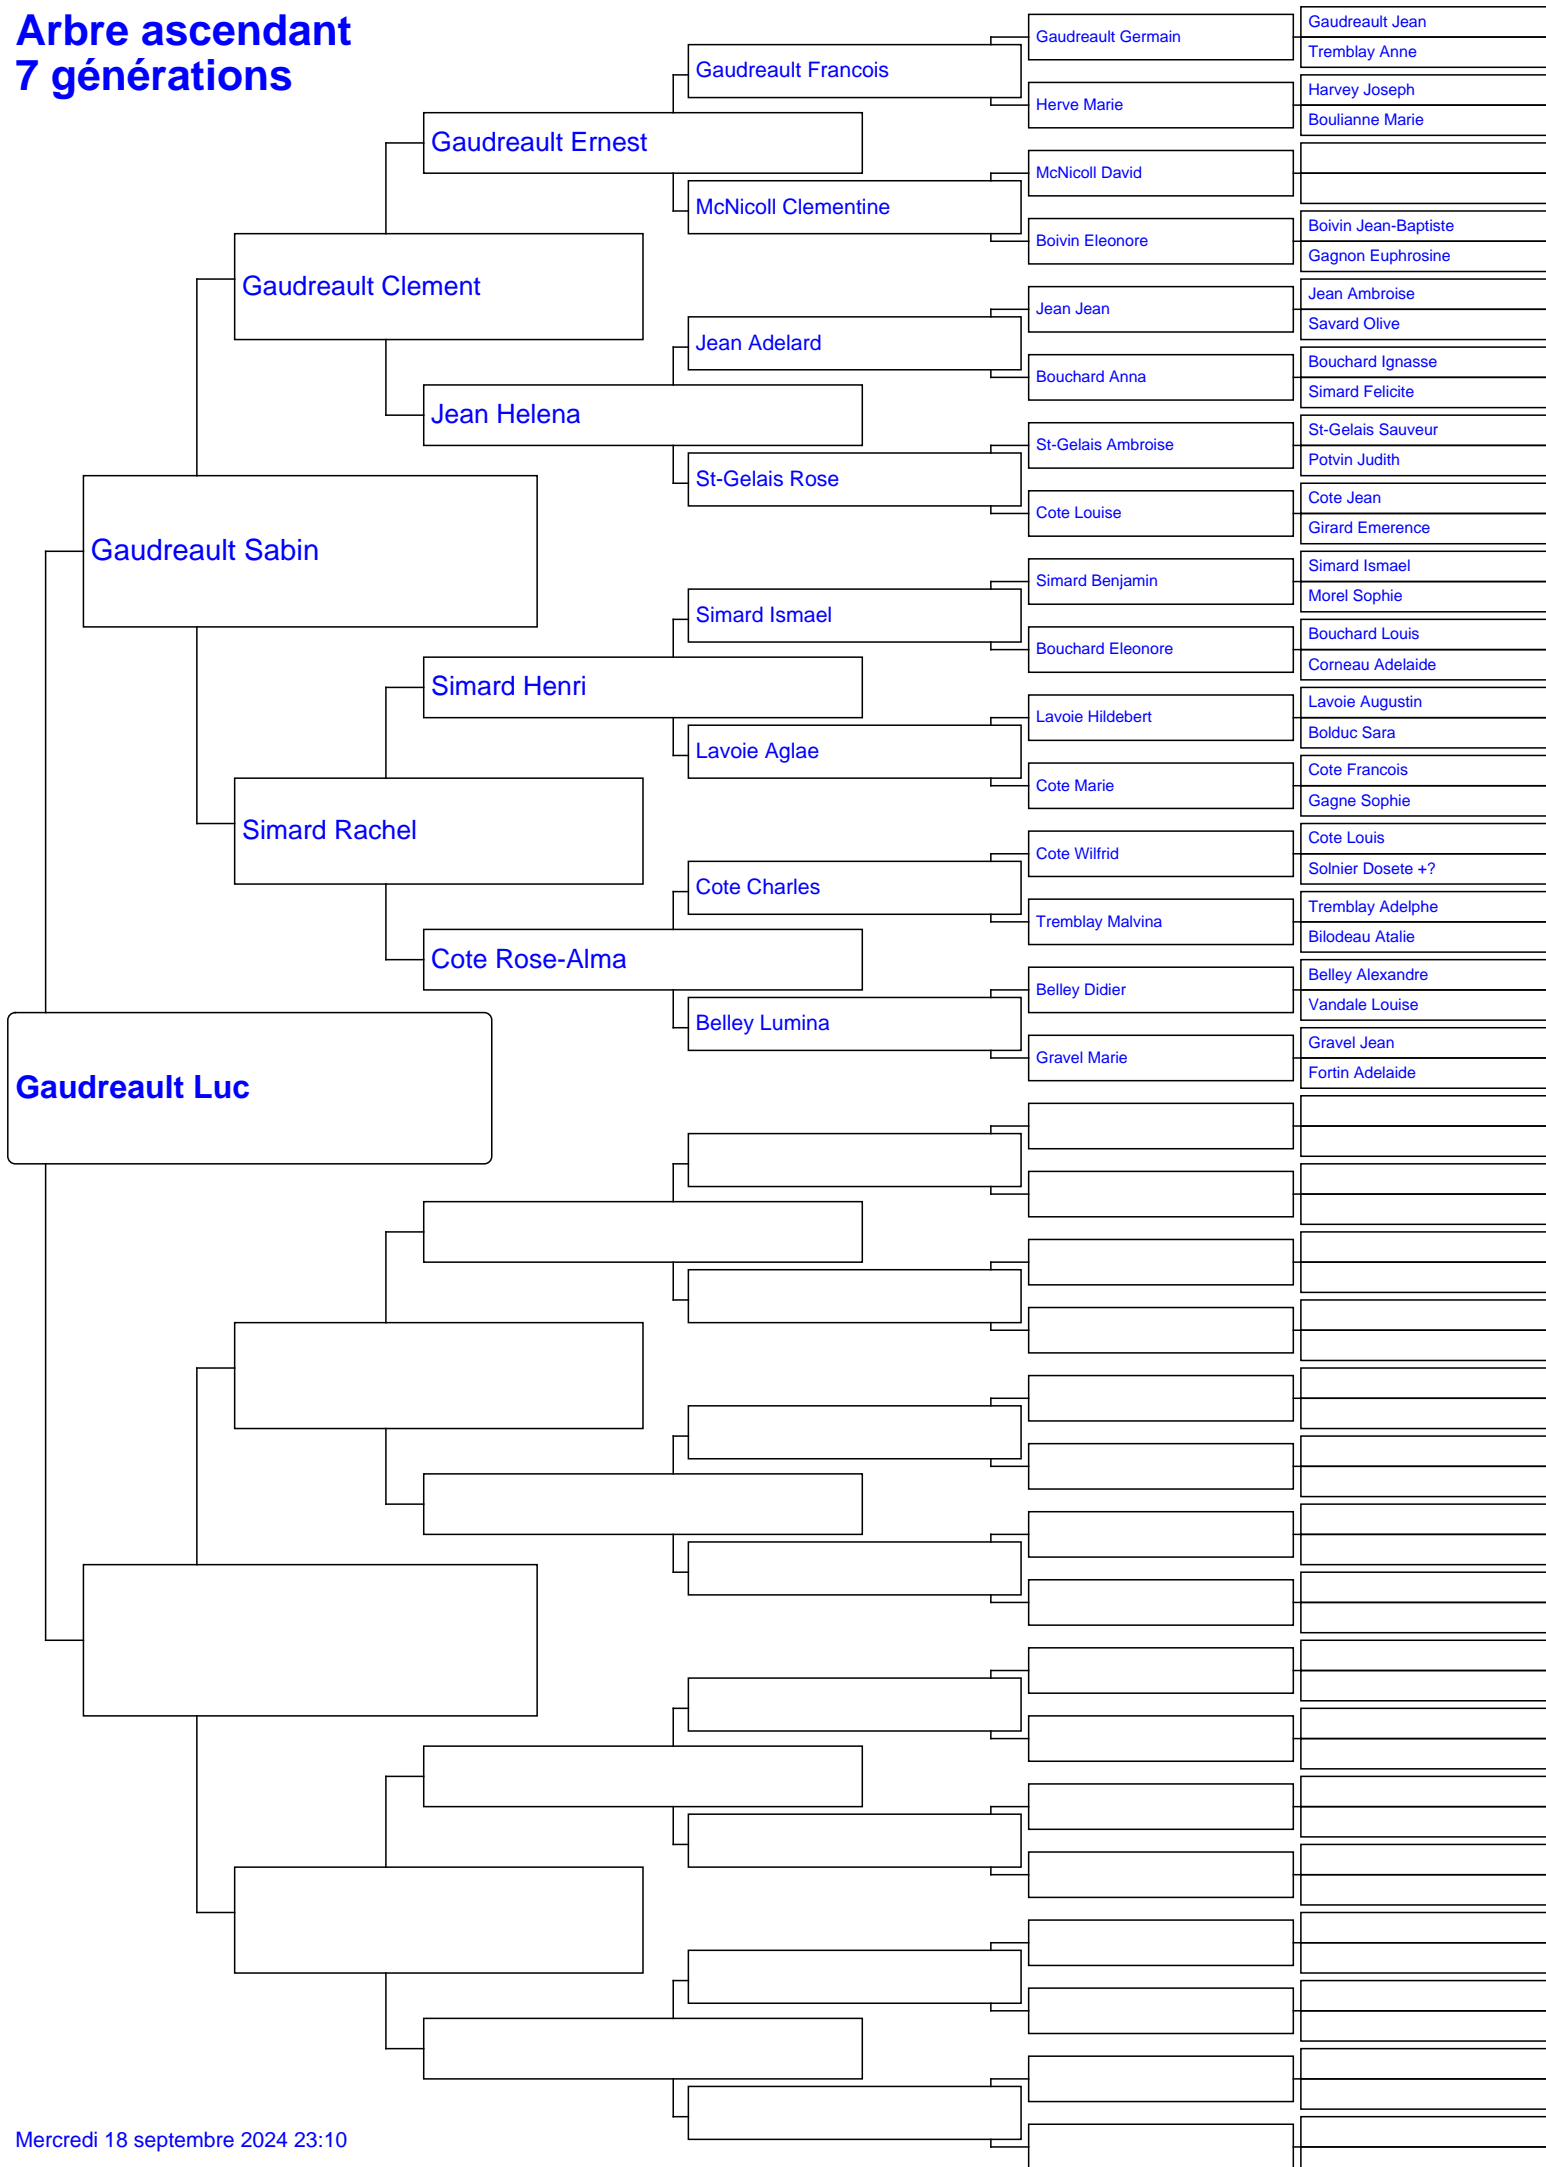 Arbre ascendant
7 générations
Gaudreault Luc
Gaudreault Sabin
Gaudreault Clement
Simard Rachel
Gaudreault Ernest
Jean Helena
Simard Henri
Cote Rose-Alma
Gaudreault Francois
McNicoll Clementine
Jean Adelard
St-Gelais Rose
Simard Ismael
Lavoie Aglae
Cote Charles
Belley Lumina
Gaudreault Germain
Herve Marie
McNicoll David
Boivin Eleonore
Jean Jean
Bouchard Anna
St-Gelais Ambroise
Cote Louise
Simard Benjamin
Bouchard Eleonore
Lavoie Hildebert
Cote Marie
Cote Wilfrid
Tremblay Malvina
Belley Didier
Gravel Marie
Gaudreault Jean
Tremblay Anne
Harvey Joseph
Boulianne Marie
Boivin Jean-Baptiste
Gagnon Euphrosine
Jean Ambroise
Savard Olive
Bouchard Ignasse
Simard Felicite
St-Gelais Sauveur
Potvin Judith
Cote Jean
Girard Emerence
Simard Ismael
Morel Sophie
Bouchard Louis
Corneau Adelaide
Lavoie Augustin
Bolduc Sara
Cote Francois
Gagne Sophie
Cote Louis
Solnier Dosete +?
Tremblay Adelphe
Bilodeau Atalie
Belley Alexandre
Vandale Louise
Gravel Jean
Fortin Adelaide
Mercredi 18 septembre 2024 23:10